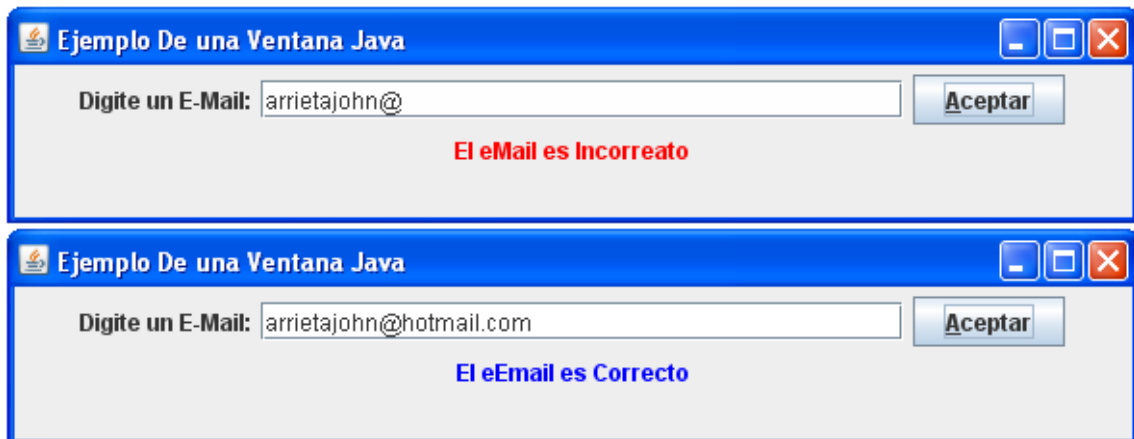 Ejemplo De una Ventana Java
Digite un E-Mail: arrietajohn@ Aceptar
El eMail es Incorreato
Ejemplo De una Ventana Java
Digite un E-Mail: arrietajohn@hotmail.com Aceptar
El eEmail es Correcto